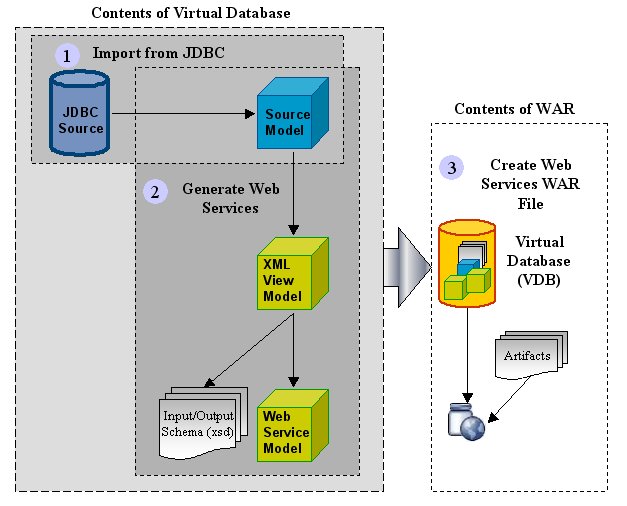 Contents of Virtual Database
1
Import from JDBC
JDBC
Source
Source
Model
2
Generate Web
Services
XML
View
Model
Input/Output
Schema (xsd)
Web
Service
Model
Contents of WAR
3
Create Web
Services WAR
File
Virtual
Database
(VDB)
Artifacts